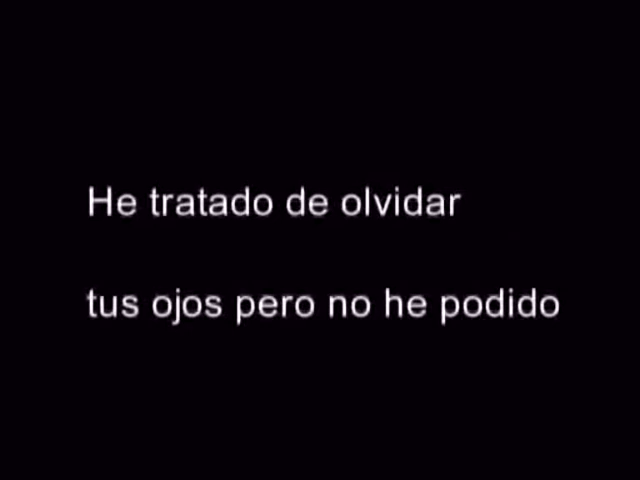 He tratado de olvidar
tus ojos pero no he podido